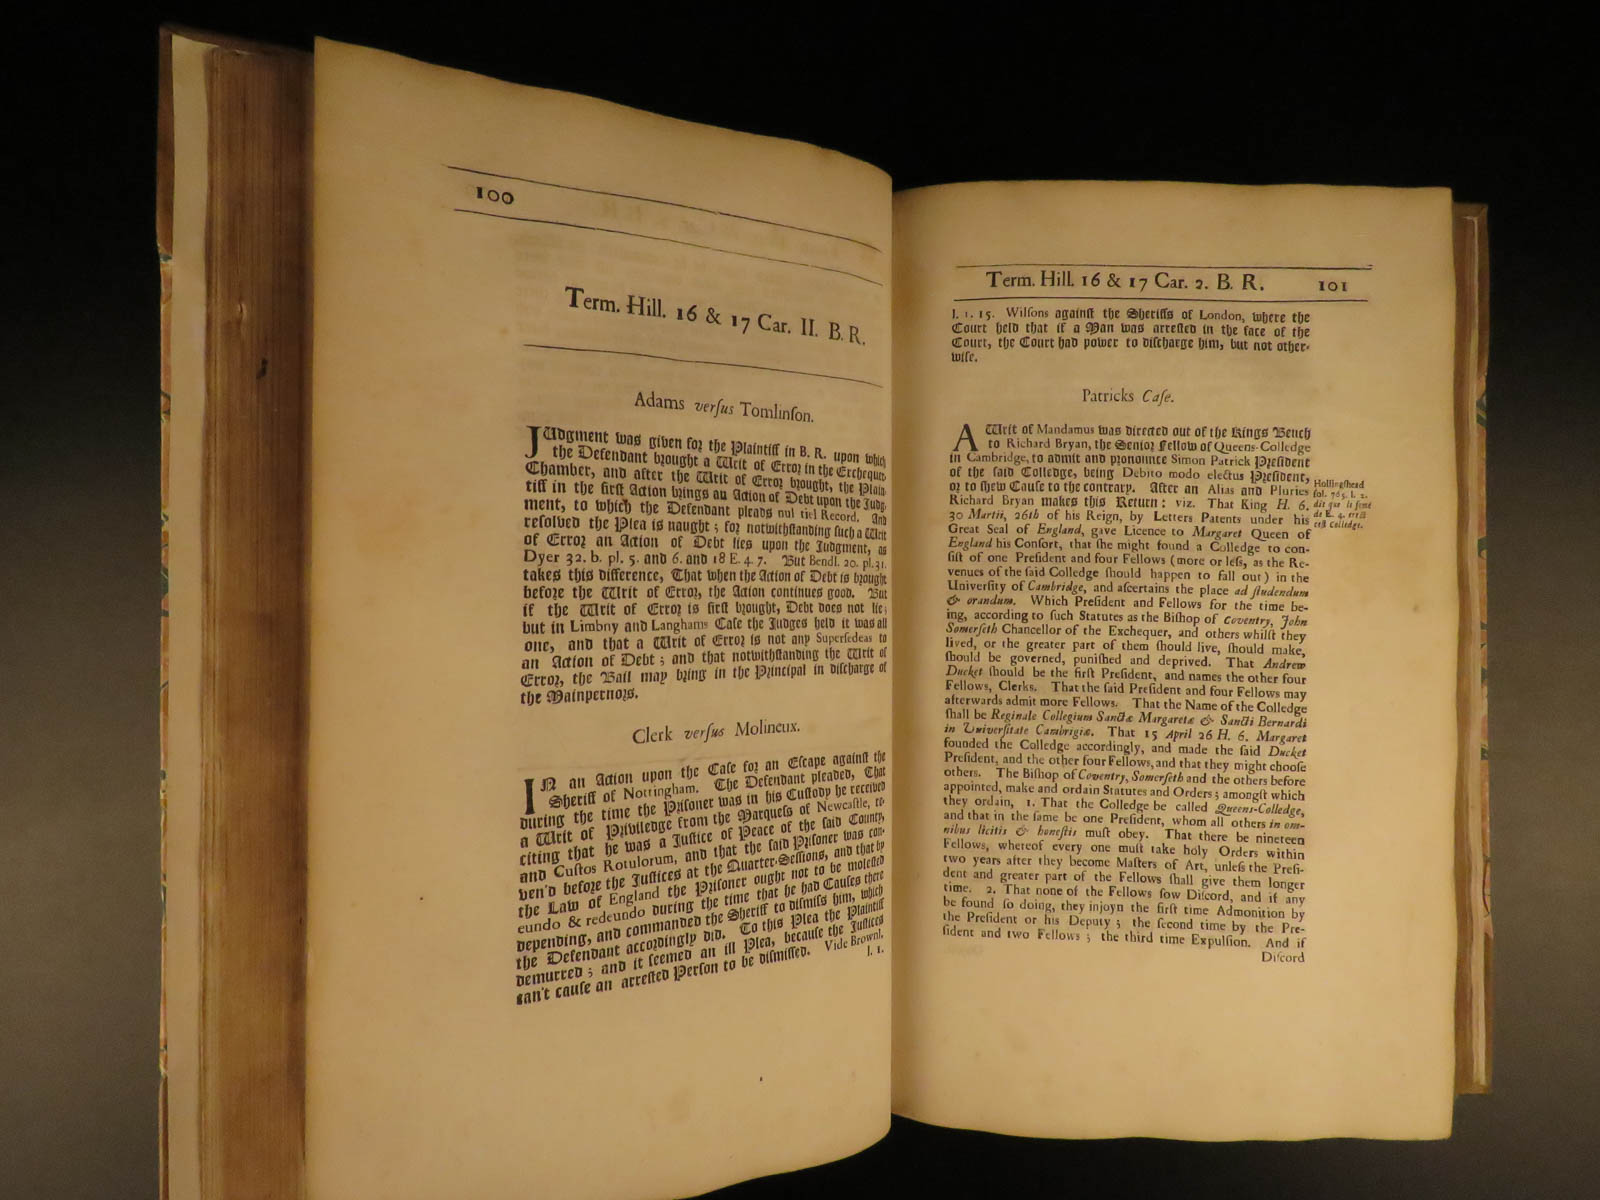 100
Term. Hill. 16 & 17 Car. II. B. R.
Adams verſus Tomlinſon.
JUdgment was given for the Plaintiff in B. R. upon which
the Defendant brought a Writ of Error in the Exchequer
Chamber, and after the Writ of Error brought, the Plain-
tiff in the firſt Action brings an Action of Debt upon the Judg-
ment, to which the Defendant pleads nul tiel Record. And
reſolved the Plea is naught; for notwithſtanding ſuch a Writ
of Error an Action of Debt lies upon the Judgment, as
Dyer 32. b. pl. 5. and 6. and 18 E. 4. 7. But Bendl. 20. pl. 31.
takes this difference, That when the Action of Debt is brought
before the Writ of Error, the Action continues good. But
if the Writ of Error is firſt brought, Debt does not lie;
but in Limbny and Langhams Caſe the Judges held it was all
one, and that a Writ of Error is not any Superſedeas to
an Action of Debt; and that notwithſtanding the Writ of
Error, the Bail may bring in the Principal in diſcharge of
the Mainpernors.
Clerk verſus Molineux.
IN an Action upon the Caſe for an Eſcape againſt the
Sheriff of Nottingham. The Defendant pleaded, That
during the time the Priſoner was in his Cuſtody he received
a Writ of Priviledge from the Marqueſs of Newcaſtle, re-
citing that he was a Juſtice of Peace of the ſaid County,
and Cuſtos Rotulorum, and that the ſaid Priſoner was con-
ven'd before the Juſtices at the Quarter-Seſſions, and that by
the Law of England the Priſoner ought not to be moleſted
eundo & redeundo during the time that he had Cauſes there
depending, and commanded the Sheriff to diſmiſs him, which
the Defendant accordingly did. To this Plea the Plaintiff
demurred; and it ſeemed an ill Plea, becauſe the Juſtices
can't cauſe an arreſted Perſon to be diſmiſſed. Vide Brownl.
I. 1.
Term. Hill. 16 & 17 Car. 2. B. R. 101
I. 1. 15. Wilſons againſt the Sheriffs of London, where the
Court held that if a Man was arreſted in the face of the
Court, the Court had power to diſcharge him, but not other-
wiſe.
Patricks Caſe.
A Writ of Mandamus was directed out of the Kings Bench
to Richard Bryan, the Senior Fellow of Queens-Colledge
in Cambridge, to admit and pronounce Simon Patrick Preſident
of the ſaid Colledge, being Debito modo electus Preſident,
or to ſhew Cauſe to the contrary. After an Alias and Pluries
Richard Bryan makes this Return: viz. That King H. 6.
30 Martii, 26th of his Reign, by Letters Patents under his
Great Seal of England, gave Licence to Margaret Queen of
England his Conſort, that ſhe might found a Colledge to con-
ſiſt of one Preſident and four Fellows (more or leſs, as the Re-
venues of the ſaid Colledge ſhould happen to fall out) in the
Univerſity of Cambridge, and aſcertains the place ad ſtudendum
& orandum. Which Preſident and Fellows for the time be-
ing, according to ſuch Statutes as the Biſhop of Coventry, John
Somerſeth Chancellor of the Exchequer, and others whilſt they
lived, or the greater part of them ſhould live, ſhould make,
ſhould be governed, puniſhed and deprived. That Andrew
Ducket ſhould be the firſt Preſident, and names the other four
Fellows, Clerks. That the ſaid Preſident and four Fellows may
afterwards admit more Fellows. That the Name of the Colledge
ſhall be Reginale Collegium Sanctæ Margaretæ & Sancti Bernardi
in Univerſitate Cambrigiæ. That 15 April 26 H. 6. Margaret
founded the Colledge accordingly, and made the ſaid Ducket
Preſident, and the other four Fellows, and that they might chooſe
others. The Biſhop of Coventry, Somerſeth and the others before
appointed, make and ordain Statutes and Orders; amongſt which
they ordain, 1. That the Colledge be called Queens-Colledge,
and that in the ſame be one Preſident, whom all others in om-
nibus licitis & honeſtis muſt obey. That there be nineteen
Fellows, whereof every one muſt take holy Orders within
two years after they become Maſters of Art, unleſs the Preſi-
dent and greater part of the Fellows ſhall give them longer
time. 2. That none of the Fellows ſow Diſcord, and if any
be found ſo doing, they injoyn the firſt time Admonition by
the Preſident or his Deputy; the ſecond time by the Pre-
ſident and two Fellows; the third time Expulſion. And if
Diſcord
Hollingſhead
fol. 765. l. 2.
dit que le feme
de E. 4. erect
ceſt Colledge.